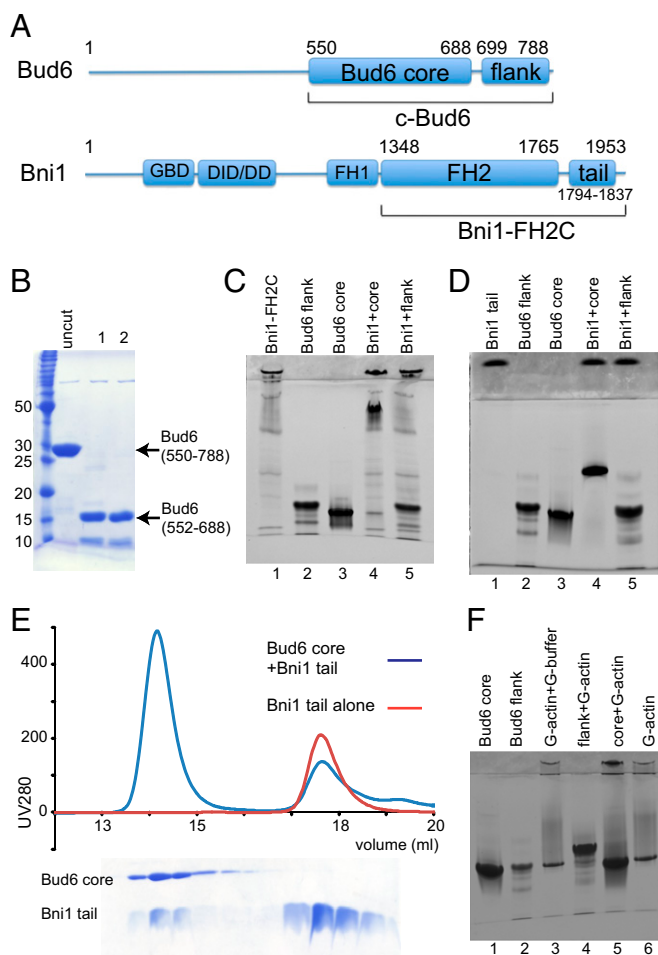 A
1
550
688
699
788
Bud6
Bud6 core
flank
c-Bud6
1
1348
1765
1953
Bni1
GBD
DID/DD
FH1
FH2
tail
1794-1837
Bni1-FH2C
B
uncut
1
2
50
30
25
20
15
10
Bud6
(550-788)
Bud6
(552-688)
C
Bni1-FH2C
Bud6 flank
Bud6 core
Bni1+core
Bni1+flank
1 2 3 4 5
D
Bni1 tail
Bud6 flank
Bud6 core
Bni1+core
Bni1+flank
1 2 3 4 5
E
400
200
0
UV280
Bud6 core
+Bni1 tail
Bni1 tail alone
13 15 18 20
volume (ml)
Bud6 core
Bni1 tail
F
Bud6 core
Bud6 flank
G-actin+G-buffer
flank+G-actin
core+G-actin
G-actin
1 2 3 4 5 6